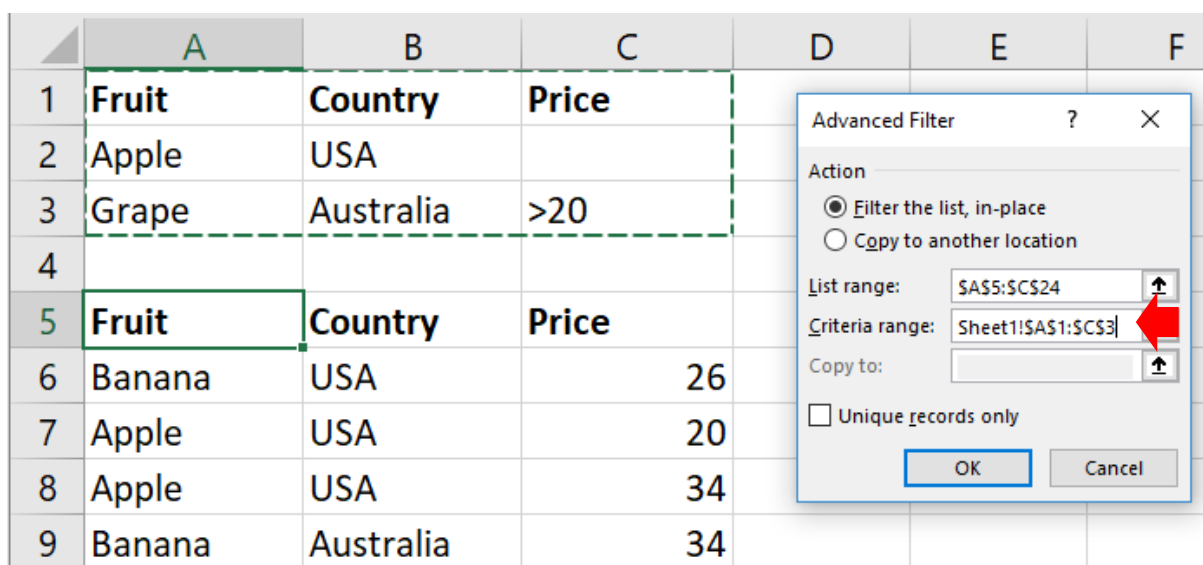 A B C D E F
1 Fruit Country Price
2 Apple USA
3 Grape Australia >20
4
5 Fruit Country Price
6 Banana USA 26
7 Apple USA 20
8 Apple USA 34
9 Banana Australia 34
Advanced Filter ?
Action
Filter the list, in-place
Copy to another location
List range: $A$5:$C$24
Criteria range: Sheet1!$A$1:$C$3
Copy to:
Unique records only
OK Cancel